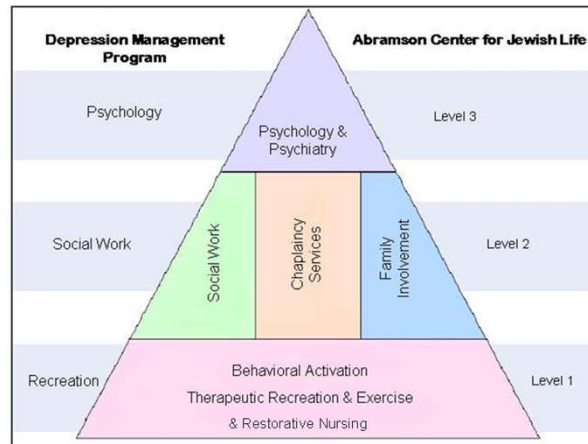 Depression Management
Program
Abramson Center for Jewish Life
Psychology
Psychology &
Psychiatry
Level 3
Social Work
Social Work
Chaplaincy
Services
Family
Involvement
Level 2
Recreation
Behavioral Activation
Therapeutic Recreation & Exercise
& Restorative Nursing
Level 1